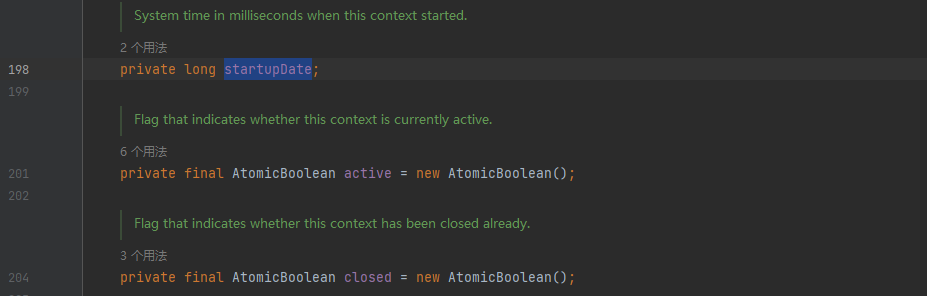 System time in milliseconds when this context started.
2 个用法
198 private long startupDate;
199
Flag that indicates whether this context is currently active.
6 个用法
201 private final AtomicBoolean active = new AtomicBoolean();
202
Flag that indicates whether this context has been closed already.
3 个用法
204 private final AtomicBoolean closed = new AtomicBoolean();